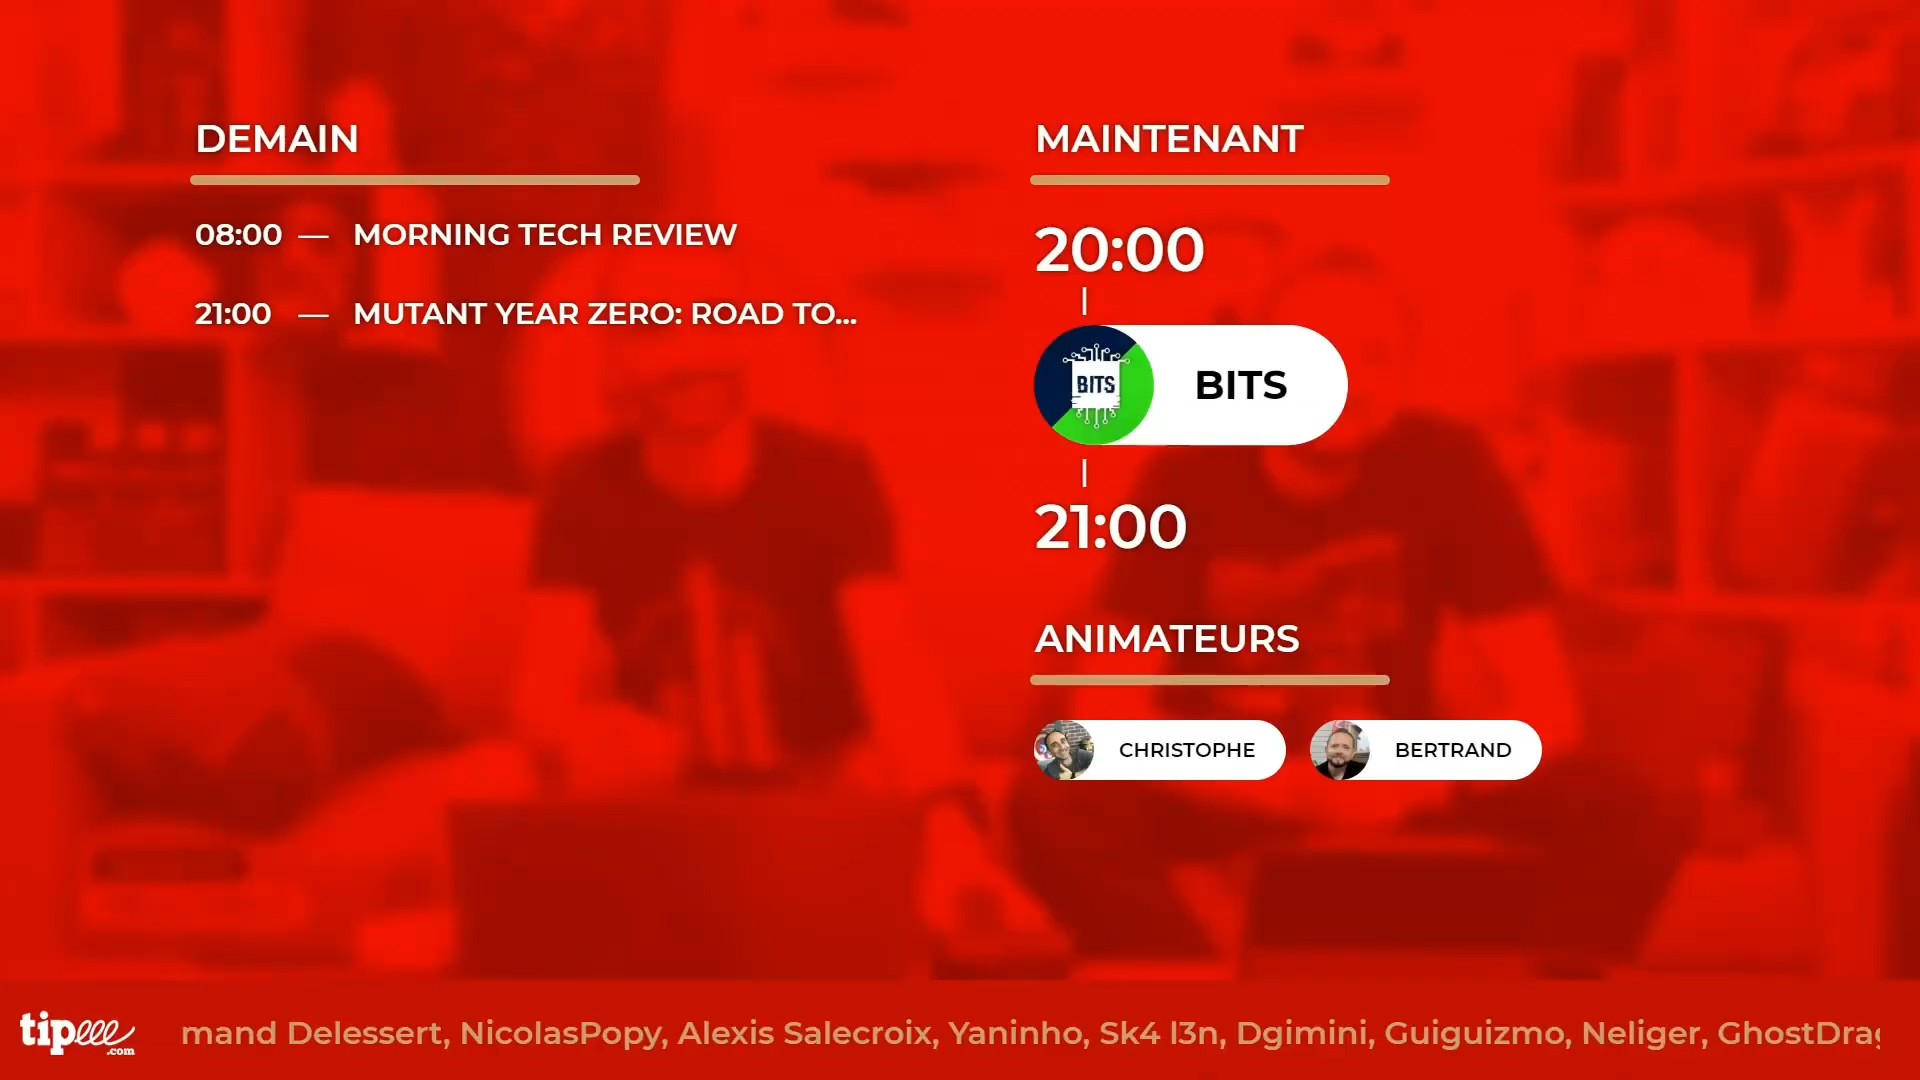 DEMAIN
08:00 — MORNING TECH REVIEW
21:00 — MUTANT YEAR ZERO: ROAD TO...
MAINTENANT
20:00
BITS
BITS
21:00
ANIMATEURS
CHRISTOPHE
BERTRAND
tipeee.com
mand Delessert, NicolasPopy, Alexis Salecroix, Yaninho, Sk4 l3n, Dgimini, Guiguizmo, Neliger, GhostDrag